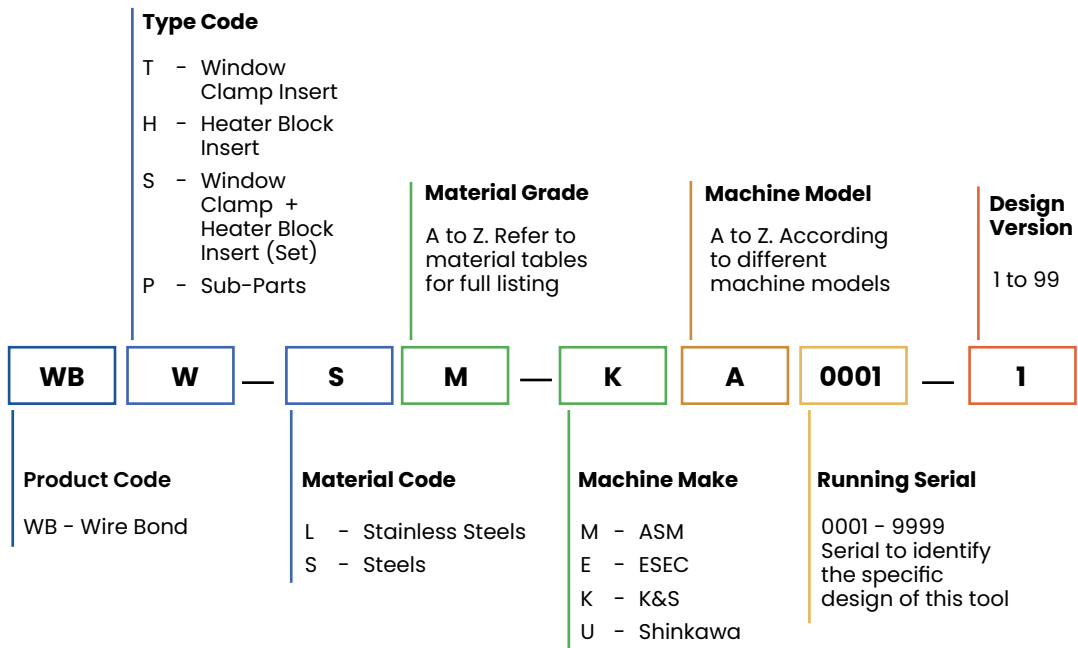 Type Code
T - Window
Clamp Insert
H - Heater Block
Insert
S - Window
Clamp +
Heater Block
Insert (Set)
P - Sub-Parts
Material Grade
A to Z. Refer to
material tables
for full listing
Machine Model
A to Z. According
to different
machine models
Design
Version
1 to 99
WB W — S M — K A 0001 — 1
Product Code
WB - Wire Bond
Material Code
L - Stainless Steels
S - Steels
Machine Make
M - ASM
E - ESEC
K - K&S
U - Shinkawa
Running Serial
0001 - 9999
Serial to identify
the specific
design of this tool